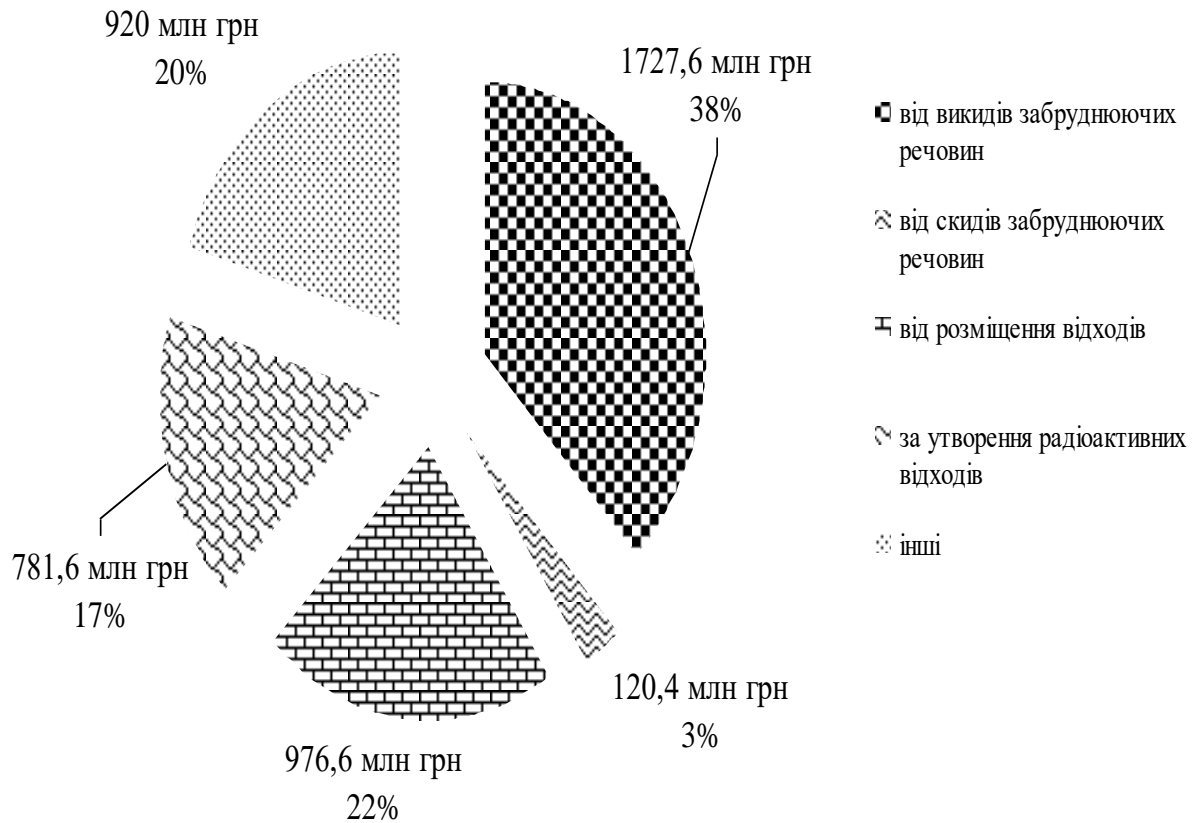 920 млн грн
20%
1727,6 млн грн
38%
781,6 млн грн
17%
976,6 млн грн
22%
120,4 млн грн
3%
від викидів забруднюючих
речовин
від скидів забруднюючих
речовин
від розміщення відходів
за утворення радіоактивних
відходів
інші